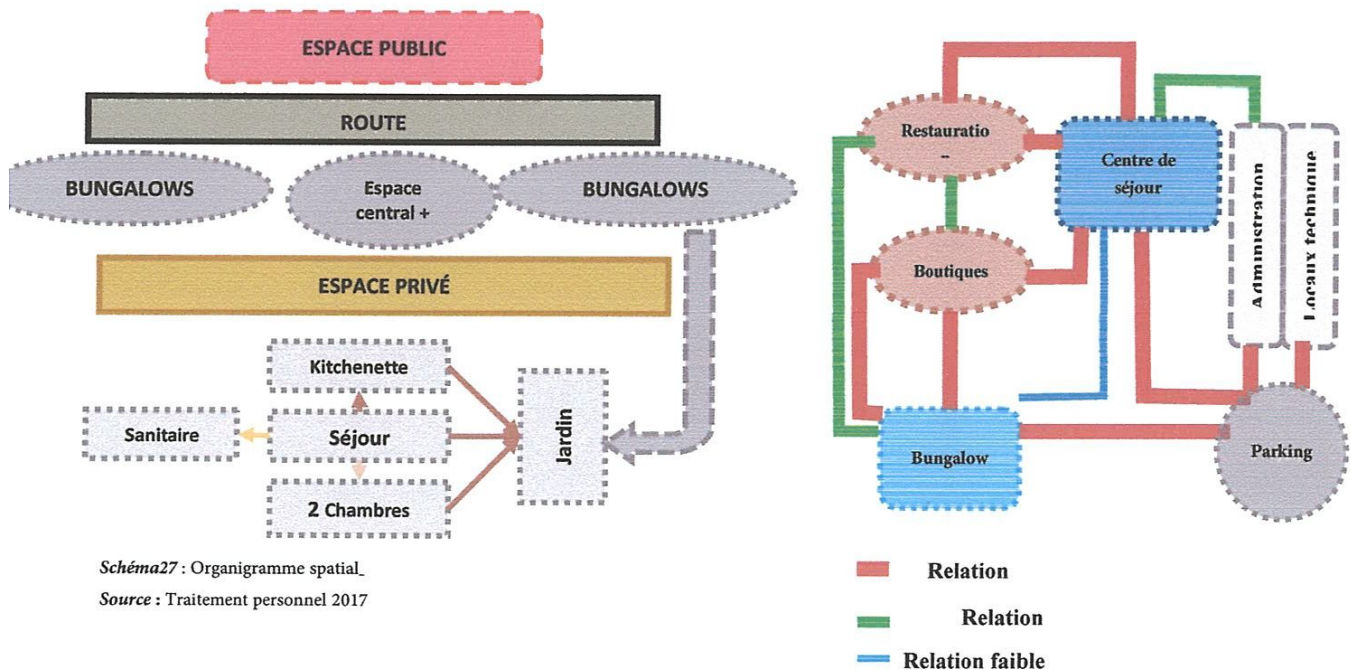 ESPACE PUBLIC
ROUTE
BUNGALOWS
Espace
central +
BUNGALOWS
ESPACE PRIVÉ
Kitchenette
Sanitaire
Séjour
Jardin
2 Chambres
Schéma27 : Organigramme spatial_
Source : Traitement personnel 2017
Restauratio
--
Centre de
séjour
Administration
Locaux technique
Boutiques
Bungalow
Parking
Relation
Relation
Relation faible